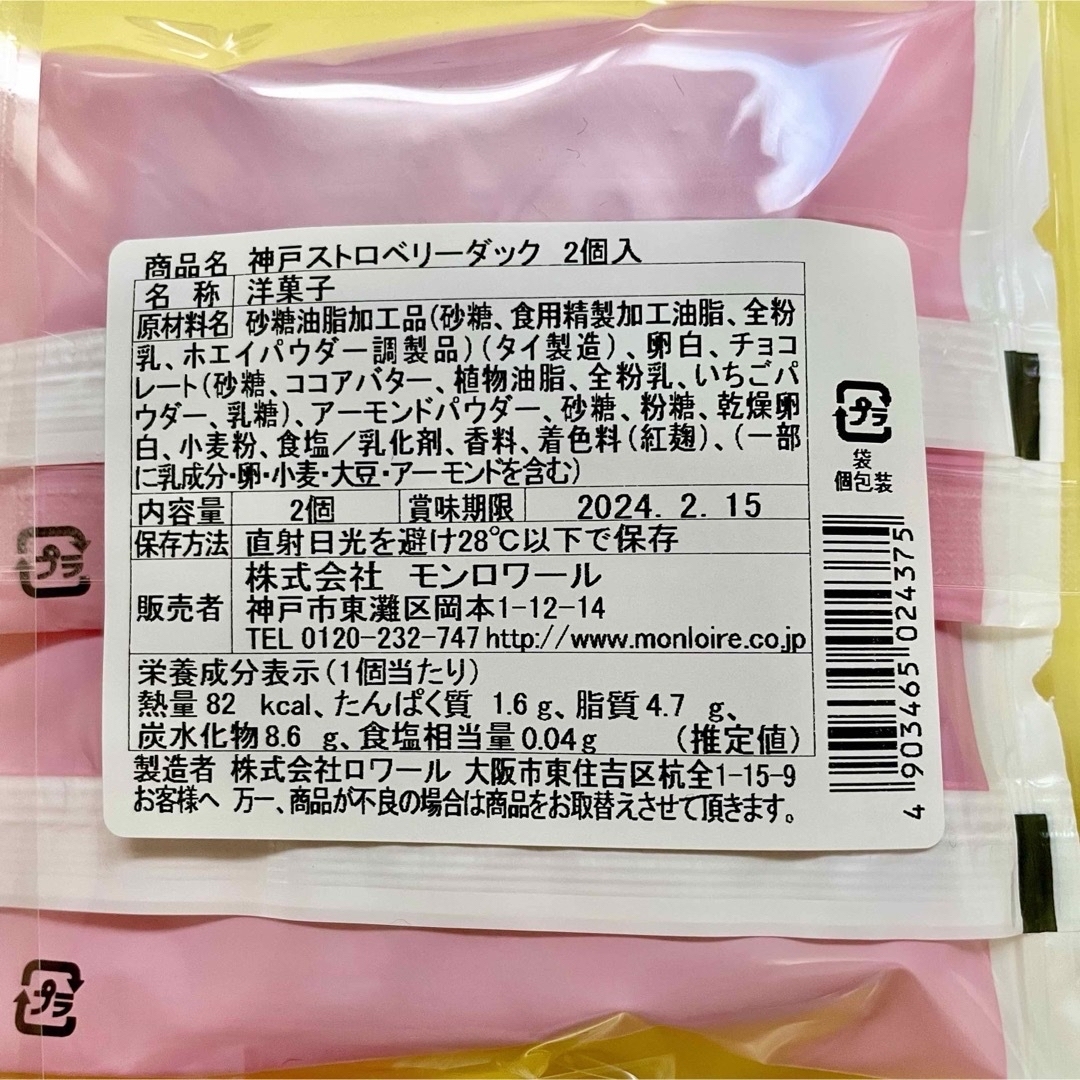 商品名 神戸ストロベリーダック 2個入
名 称 洋菓子
原材料名 砂糖油脂加工品(砂糖、食用精製加工油脂、全粉
乳、ホエイパウダー調製品)(タイ製造)、卵白、チョコ
レート(砂糖、ココアバター、植物油脂、全粉乳、いちごパ
ウダー、乳糖)、アーモンドパウダー、砂糖、粉糖、乾燥卵
白、小麦粉、食塩/乳化剤、香料、着色料(紅麹)、(一部
に乳成分・卵・小麦・大豆・アーモンドを含む)
内容量 2個 賞味期限 2024. 2. 15
保存方法 直射日光を避け28℃以下で保存
販売者 株式会社 モンロワール
神戸市東灘区岡本1-12-14
TEL 0120-232-747 http://www.monloire.co.jp
栄養成分表示(1個当たり)
熱量 82 kcal、たんぱく質 1.6 g、脂質 4.7 g、
炭水化物 8.6 g、食塩相当量 0.04 g (推定値)
製造者 株式会社ロワール 大阪市東住吉区杭全1-15-9
お客様へ 万一、商品が不良の場合は商品をお取替えさせて頂きます。
プラ
袋
個包装
4 903465 024375
プラ
プラ